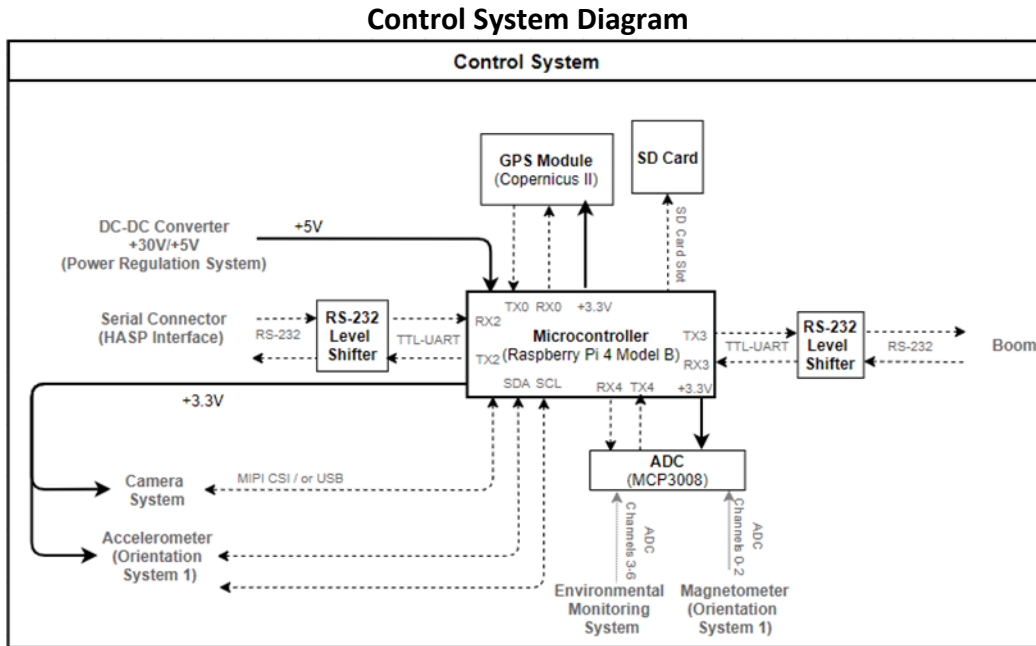 Control System Diagram
Control System
GPS Module
(Copernicus II)
SD Card
SD Card Slot
DC-DC Converter
+30V/+5V
(Power Regulation System)
+5V
TX0 RX0 +3.3V
Serial Connector
(HASP Interface)
RS-232
RS-232
Level
Shifter
TTL-UART
RX2
TX2
Microcontroller
(Raspberry Pi 4 Model B)
TX3
RX3
TTL-UART
RS-232
Level
Shifter
RS-232
Boom
SDA SCL
RX4 TX4 +3.3V
+3.3V
ADC
(MCP3008)
Camera
System
MIPI CSI / or USB
Accelerometer
(Orientation
System 1)
ADC
Channels 3-6
ADC
Channels 0-2
Environmental
Monitoring
System
Magnetometer
(Orientation
System 1)